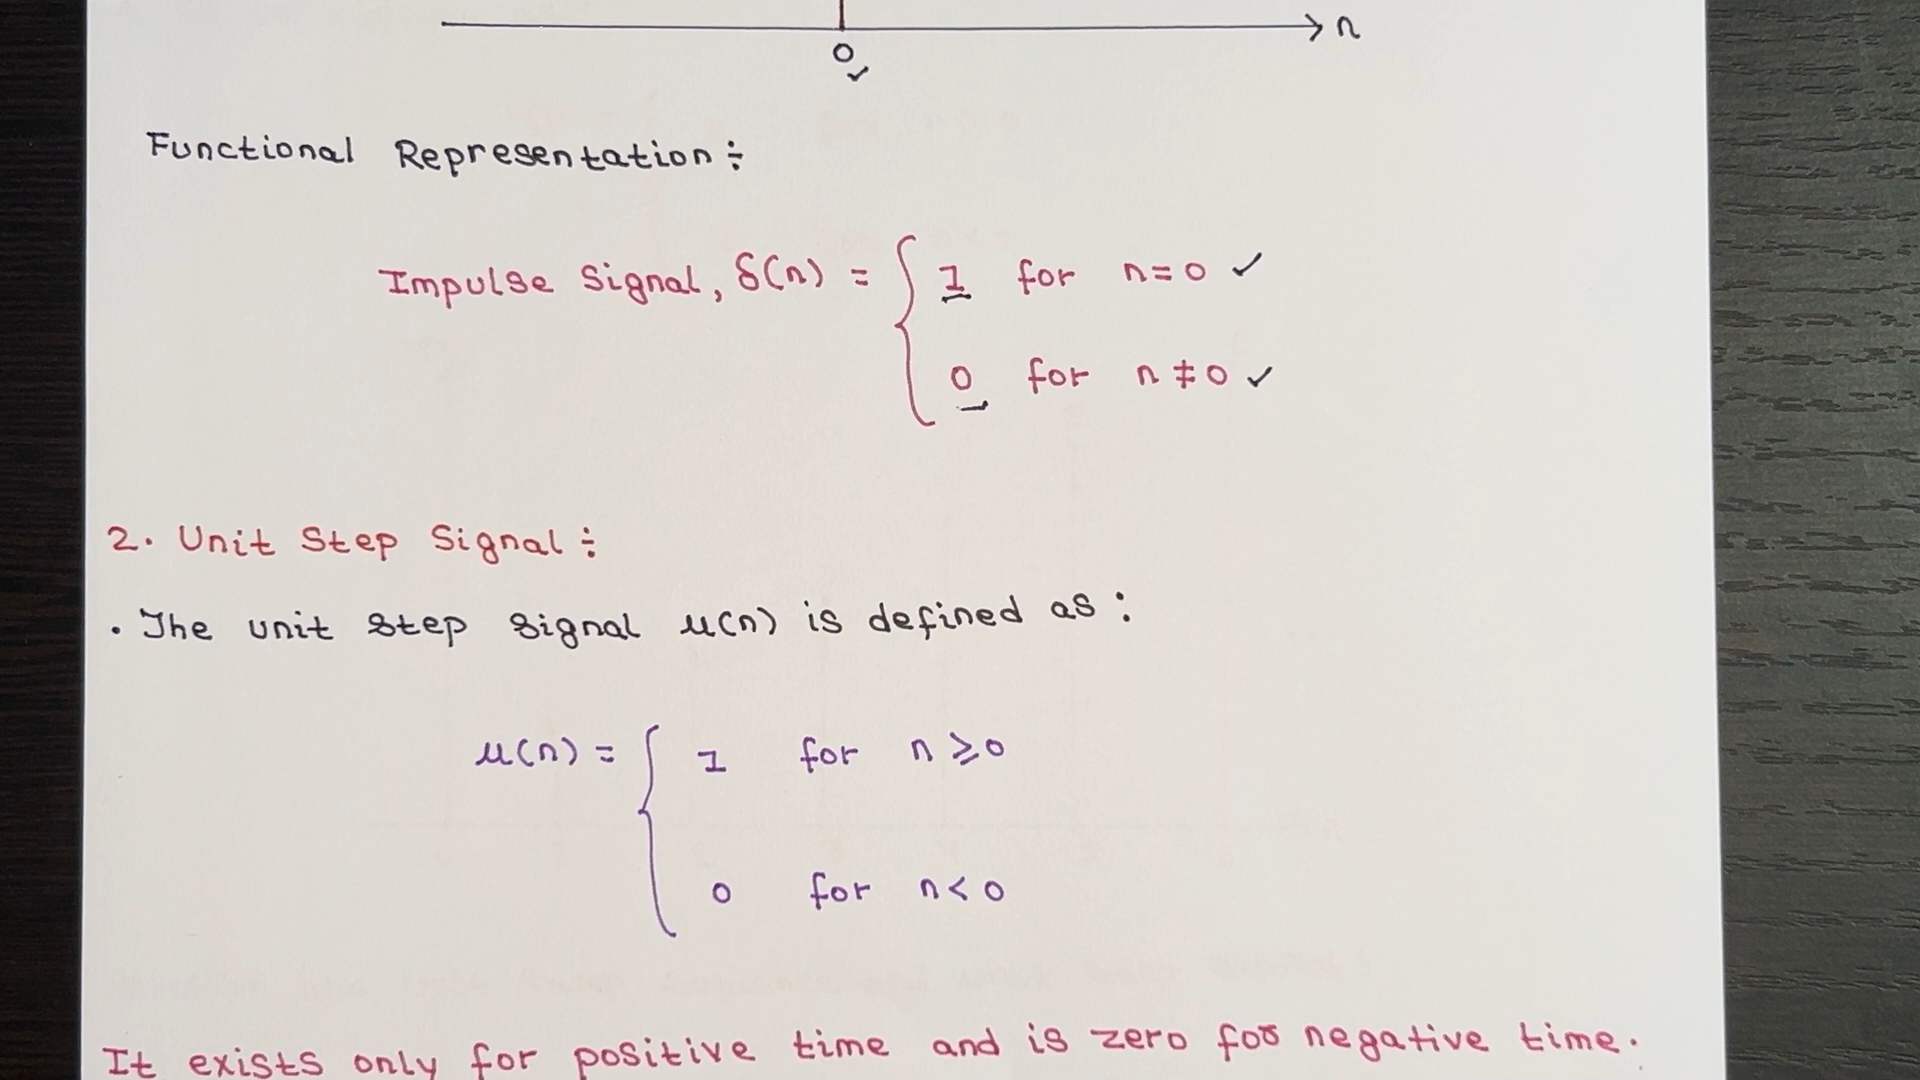 n
0
Functional Representation:
Impulse Signal, δ(n) = { 1 for n=0 ✓
0 for n≠0 ✓
2. Unit Step Signal:
• The unit step signal u(n) is defined as:
u(n) = { 1 for n≥0
0 for n<0
It exists only for positive time and is zero for negative time.